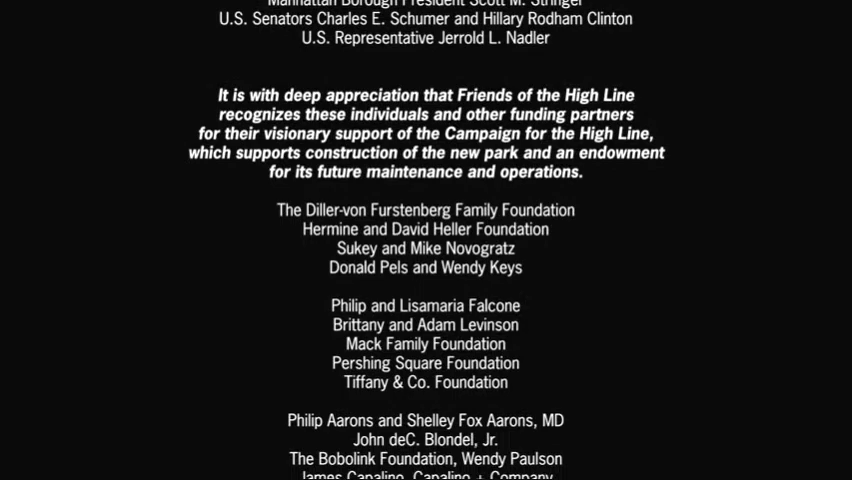 Manhattan Borough President Scott M. Stringer
U.S. Senators Charles E. Schumer and Hillary Rodham Clinton
U.S. Representative Jerrold L. Nadler
It is with deep appreciation that Friends of the High Line
recognizes these individuals and other funding partners
for their visionary support of the Campaign for the High Line,
which supports construction of the new park and an endowment
for its future maintenance and operations.
The Diller-von Furstenberg Family Foundation
Hermine and David Heller Foundation
Sukey and Mike Novogratz
Donald Pels and Wendy Keys
Philip and Lisamaria Falcone
Brittany and Adam Levinson
Mack Family Foundation
Pershing Square Foundation
Tiffany & Co. Foundation
Philip Aarons and Shelley Fox Aarons, MD
John deC. Blondel, Jr.
The Bobolink Foundation, Wendy Paulson
James Capalino, Capalino + Company